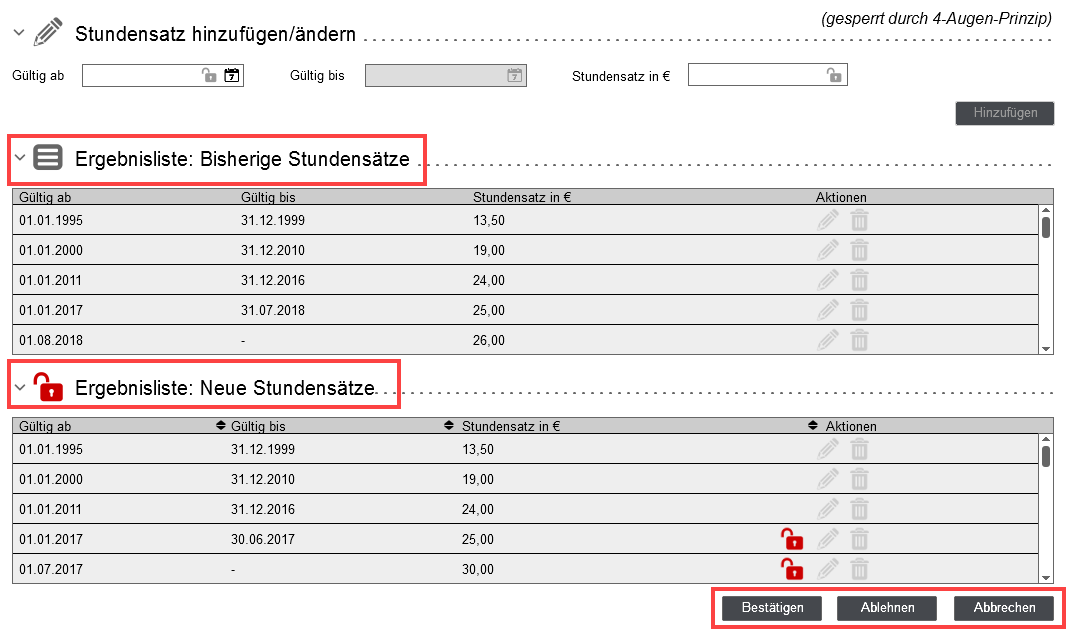 (gesperrt durch 4-Augen-Prinzip)
Stundensatz hinzufügen/ändern
Gültig ab 7 Gültig bis 7 Stundensatz in €
Hinzufügen
Ergebnisliste: Bisherige Stundensätze
Gültig ab Gültig bis Stundensatz in € Aktionen
01.01.1995 31.12.1999 13,50
01.01.2000 31.12.2010 19,00
01.01.2011 31.12.2016 24,00
01.01.2017 31.07.2018 25,00
01.08.2018 - 26,00
Ergebnisliste: Neue Stundensätze
Gültig ab Gültig bis Stundensatz in € Aktionen
01.01.1995 31.12.1999 13,50
01.01.2000 31.12.2010 19,00
01.01.2011 31.12.2016 24,00
01.01.2017 30.06.2017 25,00
01.07.2017 - 30,00
Bestätigen Ablehnen Abbrechen